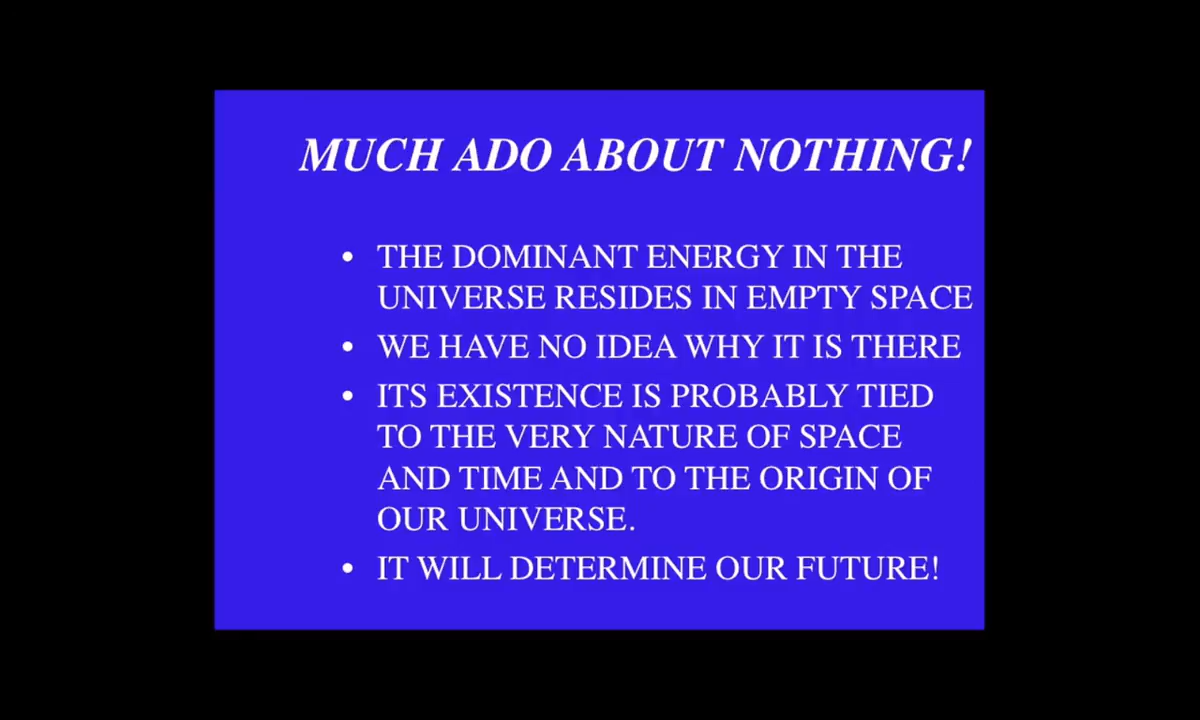 MUCH ADO ABOUT NOTHING!
• THE DOMINANT ENERGY IN THE
UNIVERSE RESIDES IN EMPTY SPACE
• WE HAVE NO IDEA WHY IT IS THERE
• ITS EXISTENCE IS PROBABLY TIED
TO THE VERY NATURE OF SPACE
AND TIME AND TO THE ORIGIN OF
OUR UNIVERSE.
• IT WILL DETERMINE OUR FUTURE!